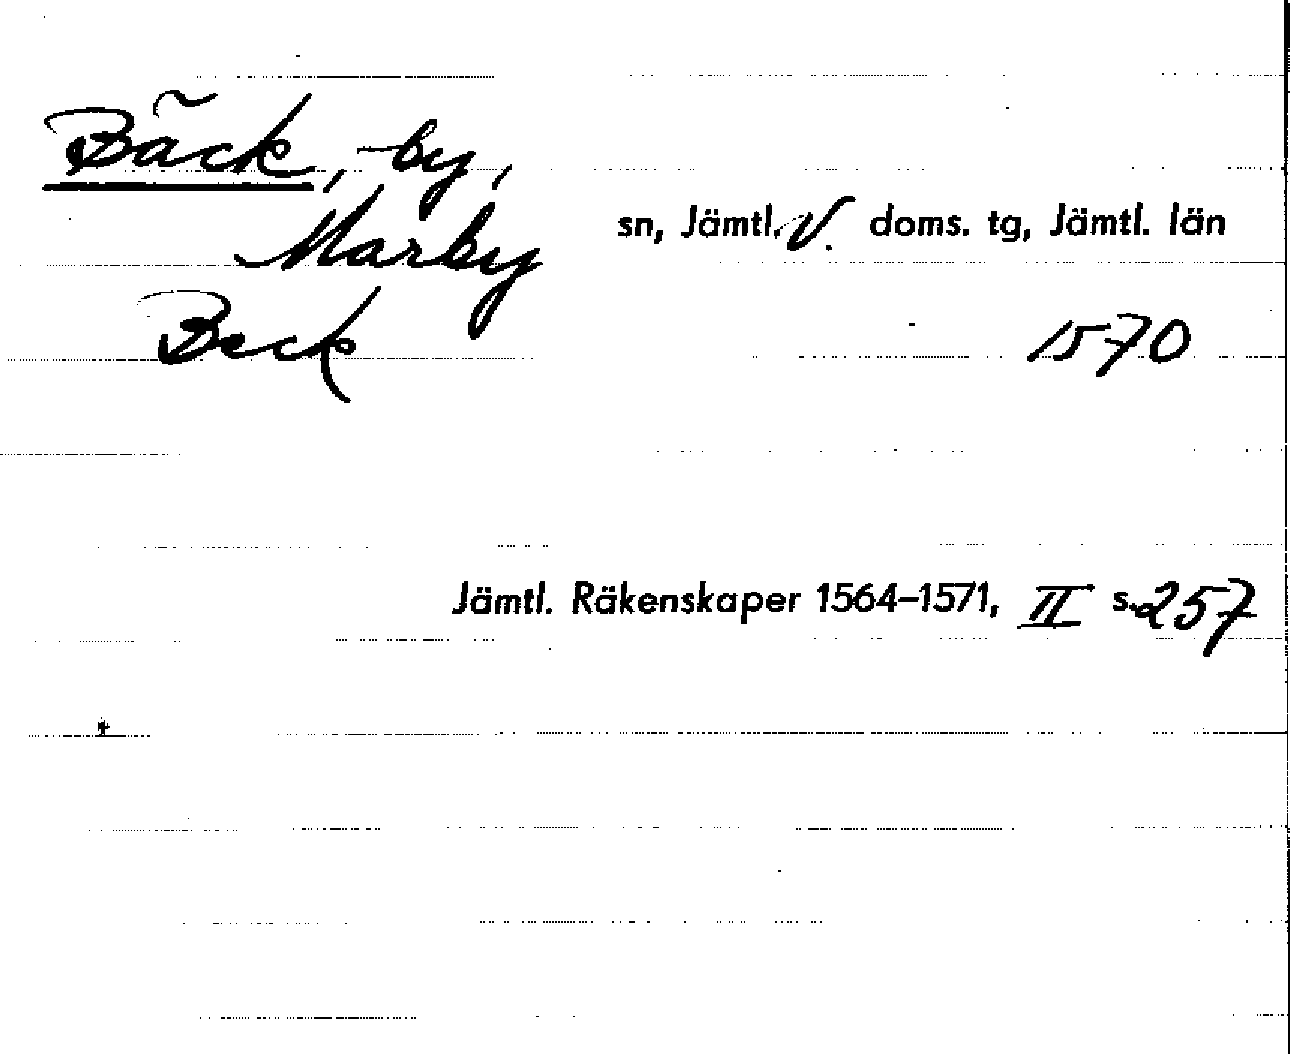 Bäck, by,
Marby sn, Jämtl. V. doms. tg, Jämtl. län
Beck 1570
Jämtl. Räkenskaper 1564–1571, II s. 257